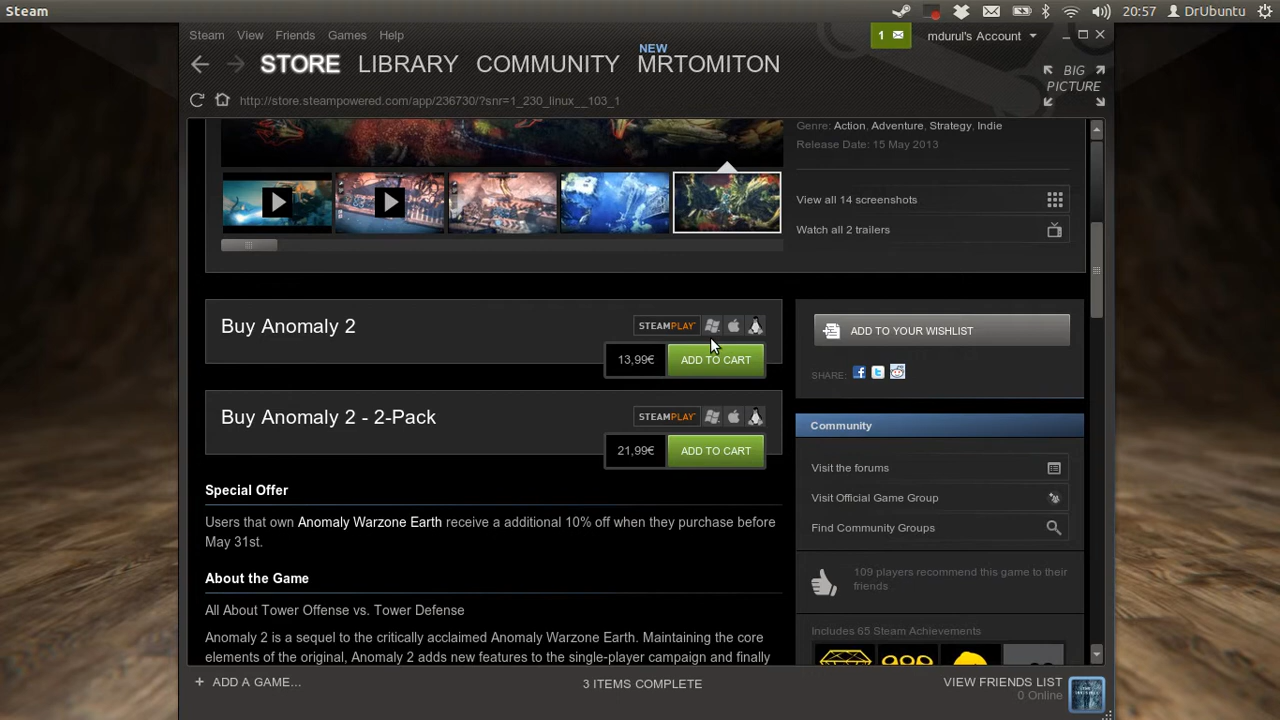 Steam
20:57
DrUbuntu
Steam View Friends Games Help
1
mdurul's Account
STORE LIBRARY COMMUNITY MRTOMITON
NEW
BIG PICTURE
http://store.steampowered.com/app/236730/?snr=1_230_linux__103_1
Genre: Action, Adventure, Strategy, Indie
Release Date: 15 May 2013
View all 14 screenshots
Watch all 2 trailers
Buy Anomaly 2
STEAMPLAY
13,99€ ADD TO CART
Buy Anomaly 2 - 2-Pack
STEAMPLAY
21,99€ ADD TO CART
Special Offer
Users that own Anomaly Warzone Earth receive a additional 10% off when they purchase before
May 31st.
About the Game
All About Tower Offense vs. Tower Defense
Anomaly 2 is a sequel to the critically acclaimed Anomaly Warzone Earth. Maintaining the core
elements of the original, Anomaly 2 adds new features to the single-player campaign and finally
ADD TO YOUR WISHLIST
SHARE:
Community
Visit the forums
Visit Official Game Group
Find Community Groups
109 players recommend this game to their
friends
Includes 65 Steam Achievements
+ ADD A GAME...
3 ITEMS COMPLETE
VIEW FRIENDS LIST
0 Online